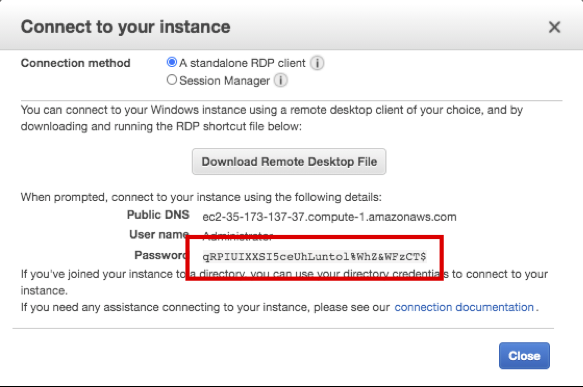 Connect to your instance
Connection method
A standalone RDP client
Session Manager
You can connect to your Windows instance using a remote desktop client of your choice, and by
downloading and running the RDP shortcut file below:
Download Remote Desktop File
When prompted, connect to your instance using the following details:
Public DNS ec2-35-173-137-37.compute-1.amazonaws.com
User name Administrator
Password qRPIUIXXSI5ceUhLuntol%WhZ&WFzCT$
If you've joined your instance to a directory, you can use your directory credentials to connect to your
instance.
If you need any assistance connecting to your instance, please see our connection documentation.
Close